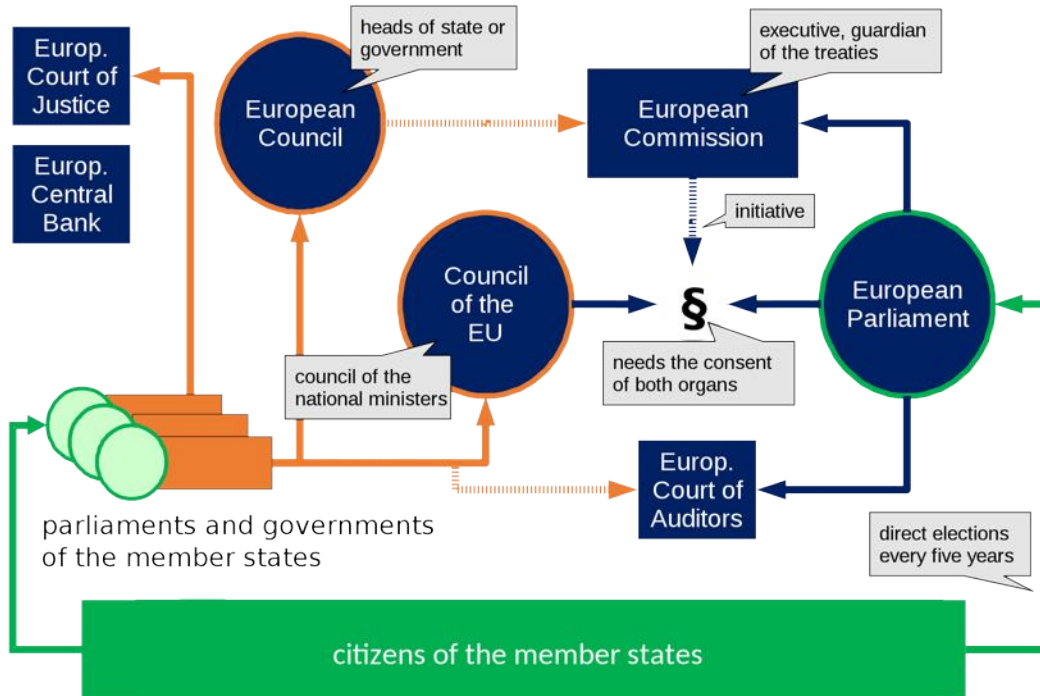 heads of state or
government
executive, guardian
of the treaties
Europ.
Court of
Justice
European
Council
European
Commission
Europ.
Central
Bank
initiative
Council
of the
EU
§
European
Parliament
council of the
national ministers
needs the consent
of both organs
Europ.
Court of
Auditors
parliaments and governments
of the member states
direct elections
every five years
citizens of the member states